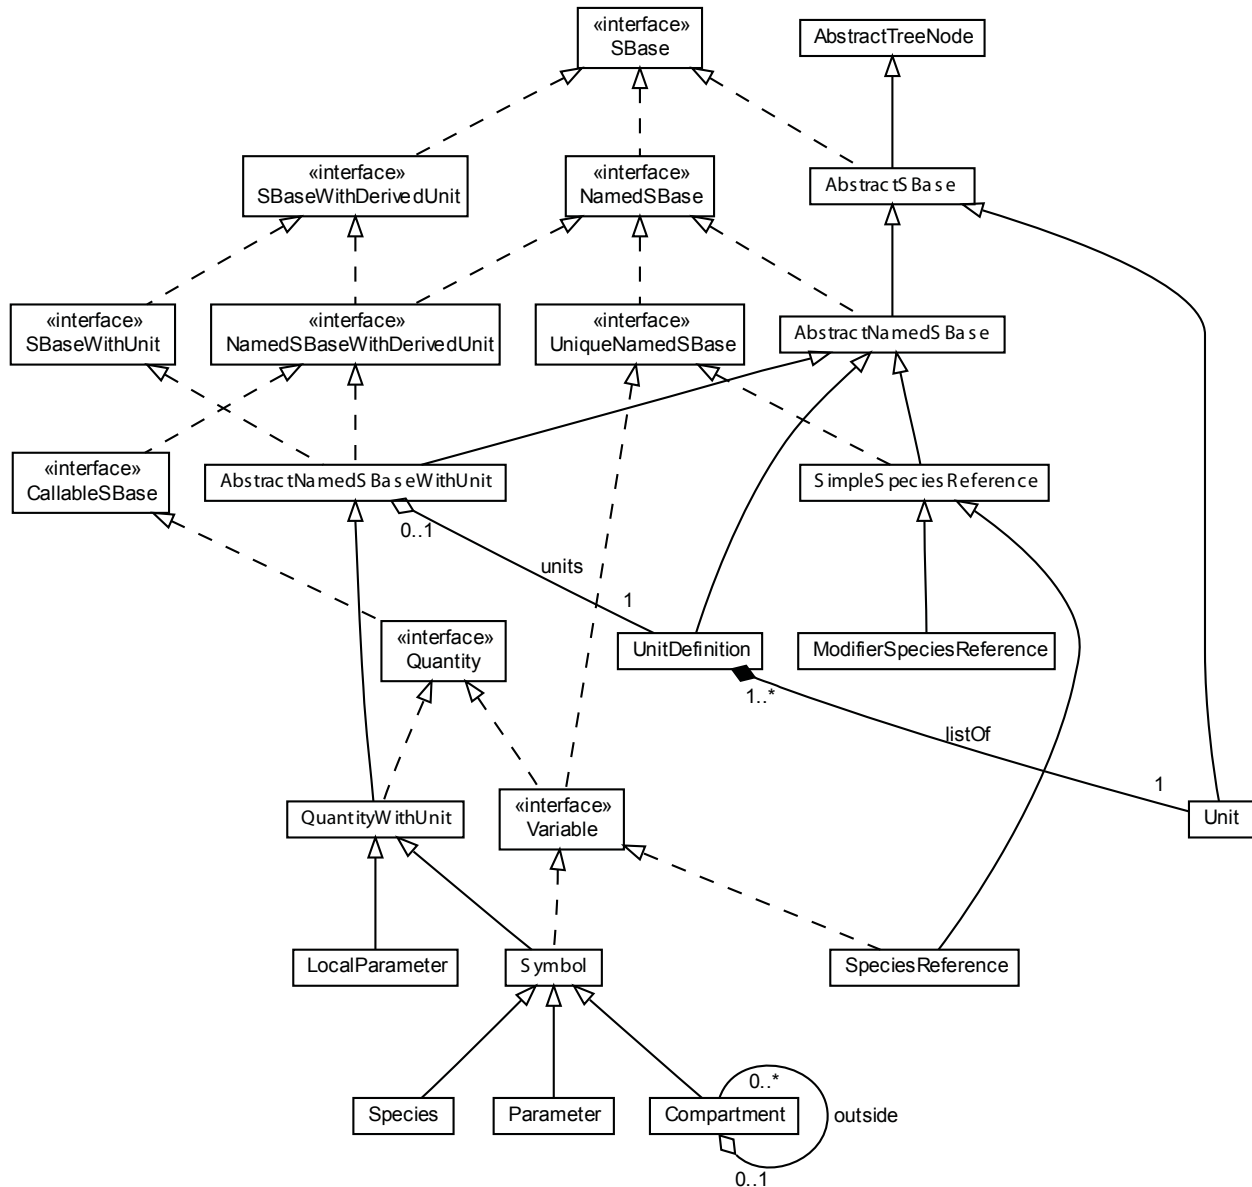 «interface»
SBase
AbstractTreeNode
«interface»
SBaseWithDerivedUnit
«interface»
NamedSBase
AbstractSBase
«interface»
SBaseWithUnit
«interface»
NamedSBaseWithDerivedUnit
«interface»
UniqueNamedSBase
AbstractNamedSBase
«interface»
CallableSBase
AbstractNamedSBaseWithUnit
SimpleSpeciesReference
0..1
units
1
«interface»
Quantity
UnitDefinition
ModifierSpeciesReference
1..*
listOf
1
QuantityWithUnit
«interface»
Variable
Unit
LocalParameter
Symbol
SpeciesReference
0..*
Species
Parameter
Compartment
outside
0..1